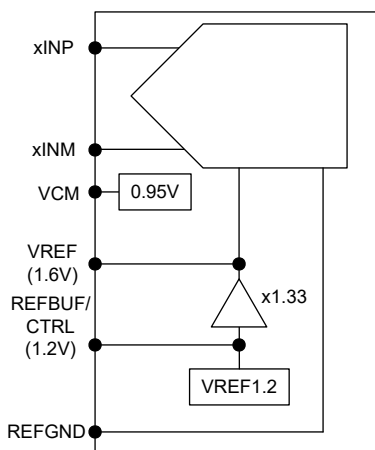 xINP
xINM
VCM
0.95V
VREF
(1.6V)
x1.33
REFBUF/
CTRL
(1.2V)
VREF1.2
REFGND